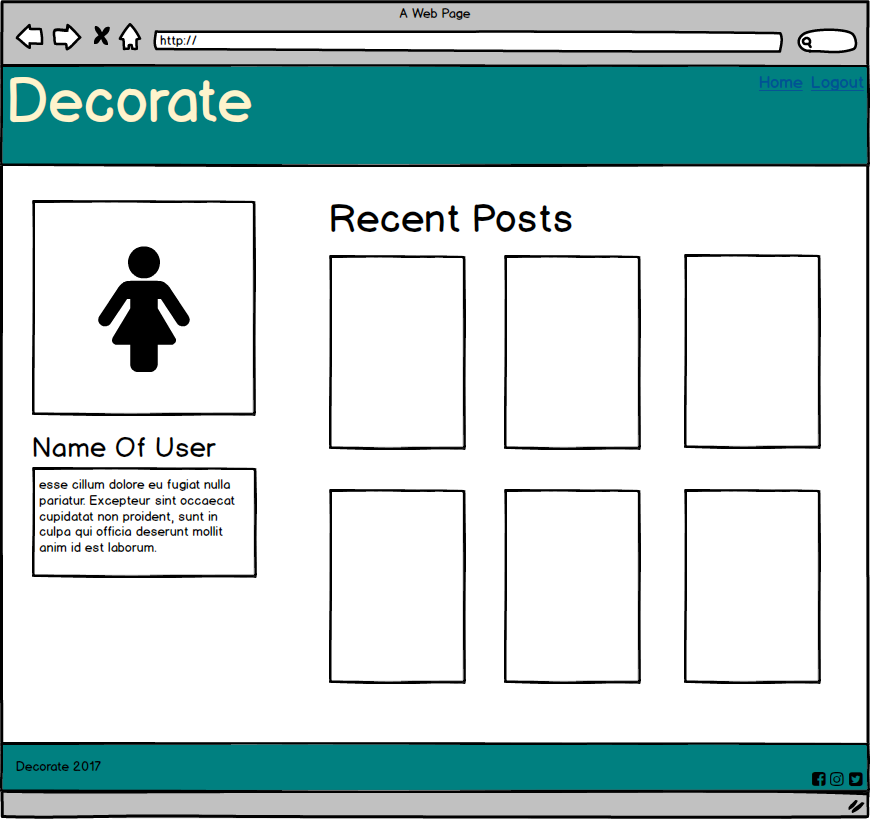 A Web Page
http://
Decorate
Home Logout
Recent Posts
Name Of User
esse cillum dolore eu fugiat nulla
pariatur. Excepteur sint occaecat
cupidatat non proident, sunt in
culpa qui officia deserunt mollit
anim id est laborum.
Decorate 2017